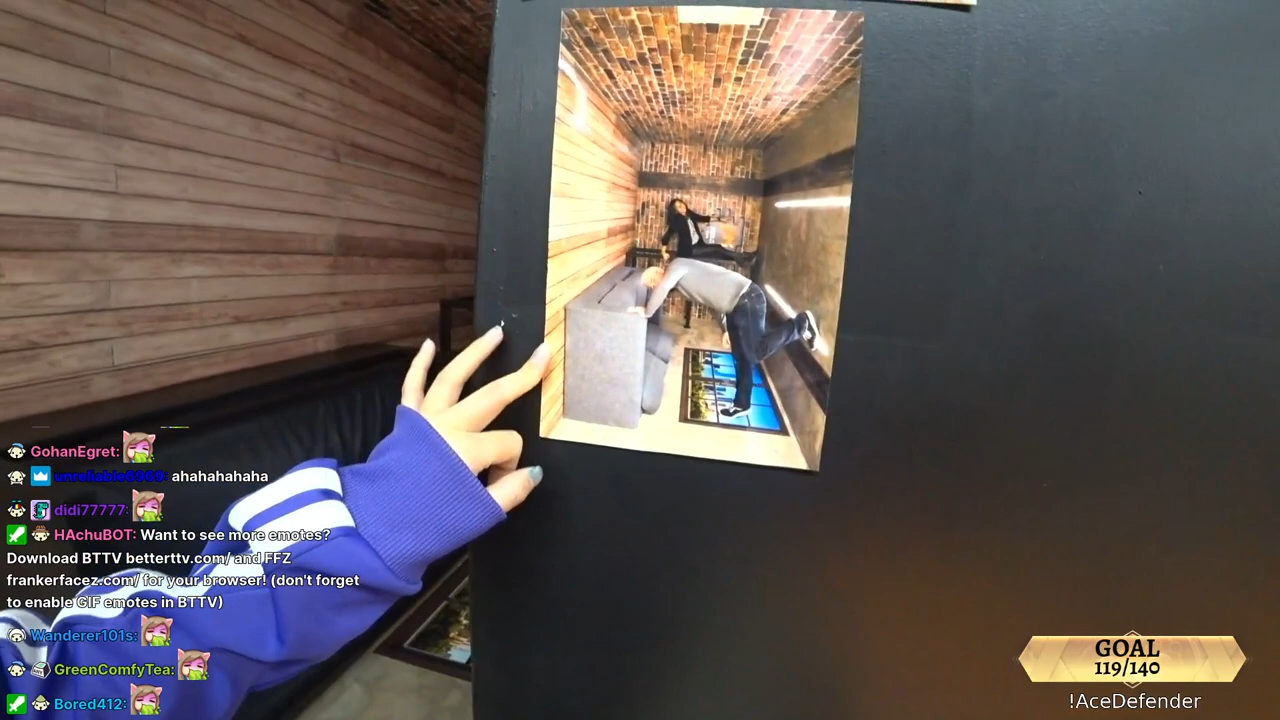 GohanEgret:
unreliable6969: ahahahahaha
didi77777:
HAchuBOT: Want to see more emotes?
Download BTTV betterttv.com/ and FFZ
frankerfacez.com/ for your browser! (don't forget
to enable GIF emotes in BTTV)
Wanderer101s:
GreenComfyTea:
Bored412:
GOAL
119/140
!AceDefender